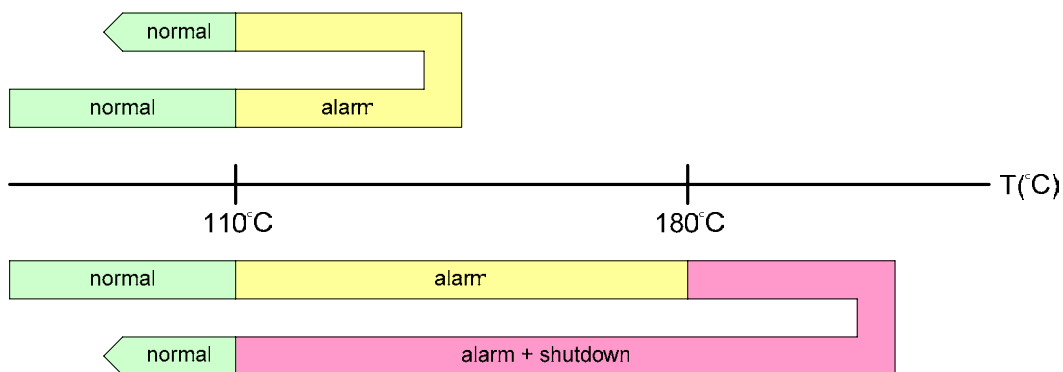 normal
normal alarm
T(°C)
110°C 180°C
normal alarm
normal alarm + shutdown